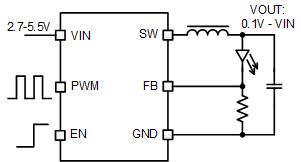 VOUT:
2.7-5.5V
0.1V - VIN
VIN
SW
PWM
FB
EN
GND